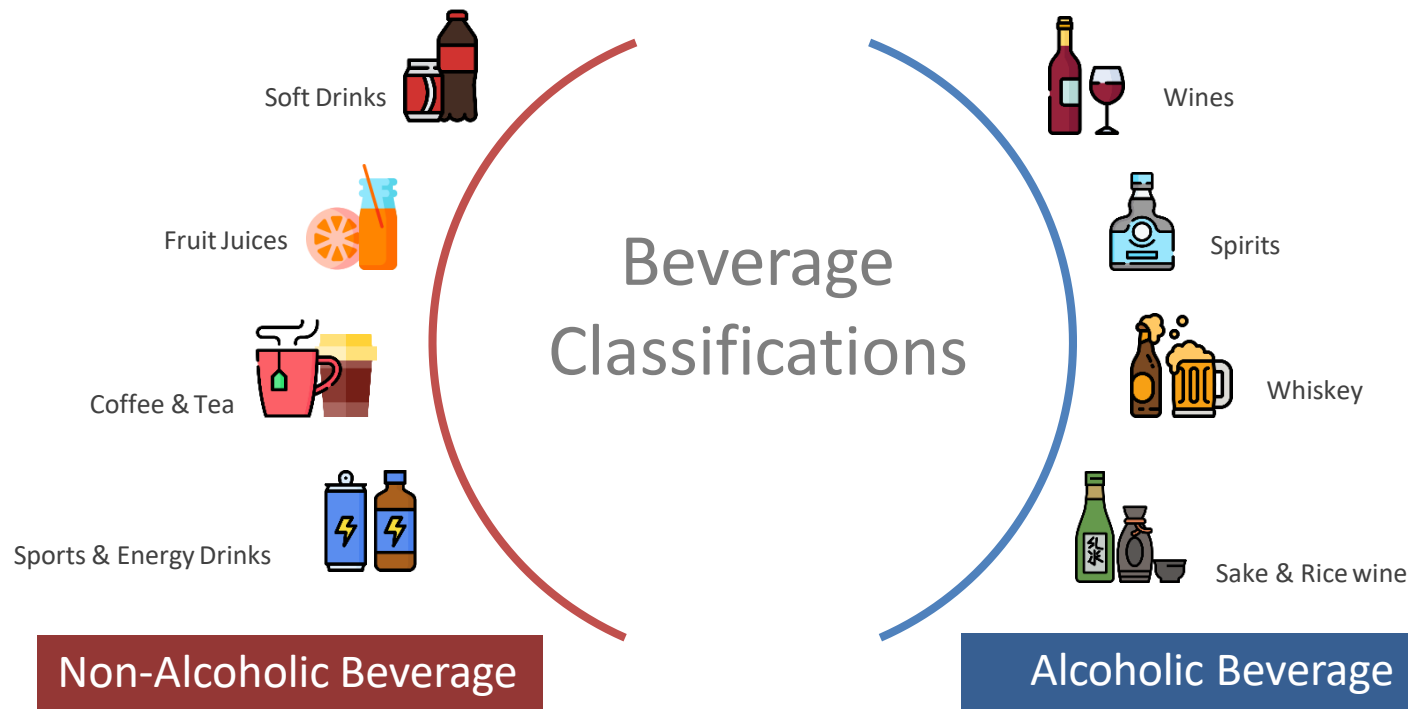 Soft Drinks
Fruit Juices
Coffee & Tea
Sports & Energy Drinks
Non-Alcoholic Beverage
Beverage
Classifications
Wines
Spirits
Whiskey
Sake & Rice wine
Alcoholic Beverage